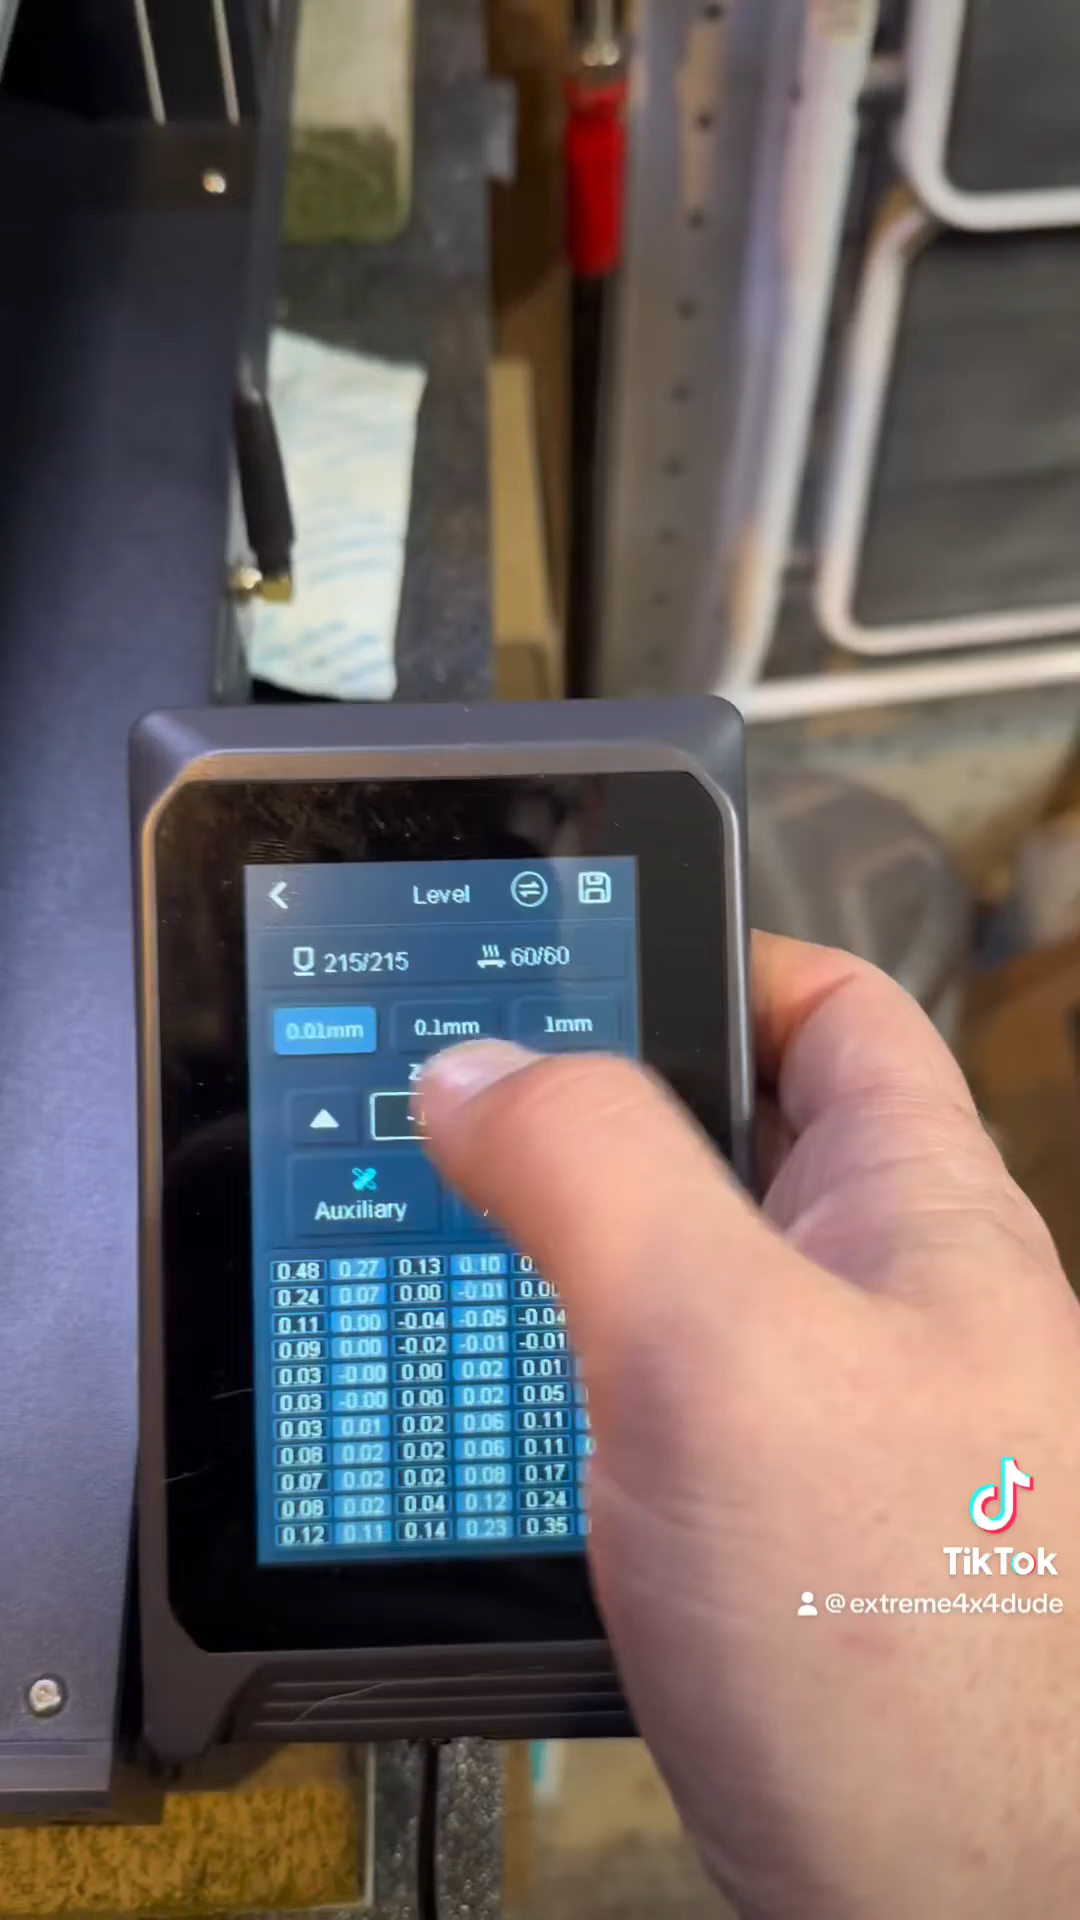 Level
215/215 60/60
0.01mm 0.1mm 1mm
Auxiliary
0.48 0.27 0.13 0.10
0.24 0.07 0.00 -0.01 0.00
0.11 0.00 -0.04 -0.05 -0.04
0.09 0.00 -0.02 -0.01 -0.01
0.03 -0.00 0.00 0.02 0.01
0.03 -0.00 0.00 0.02 0.05
0.03 0.01 0.02 0.06 0.11
0.08 0.02 0.02 0.06 0.11
0.07 0.02 0.02 0.08 0.17
0.08 0.02 0.04 0.12 0.24
0.12 0.11 0.14 0.23 0.35
TikTok
@extreme4x4dude